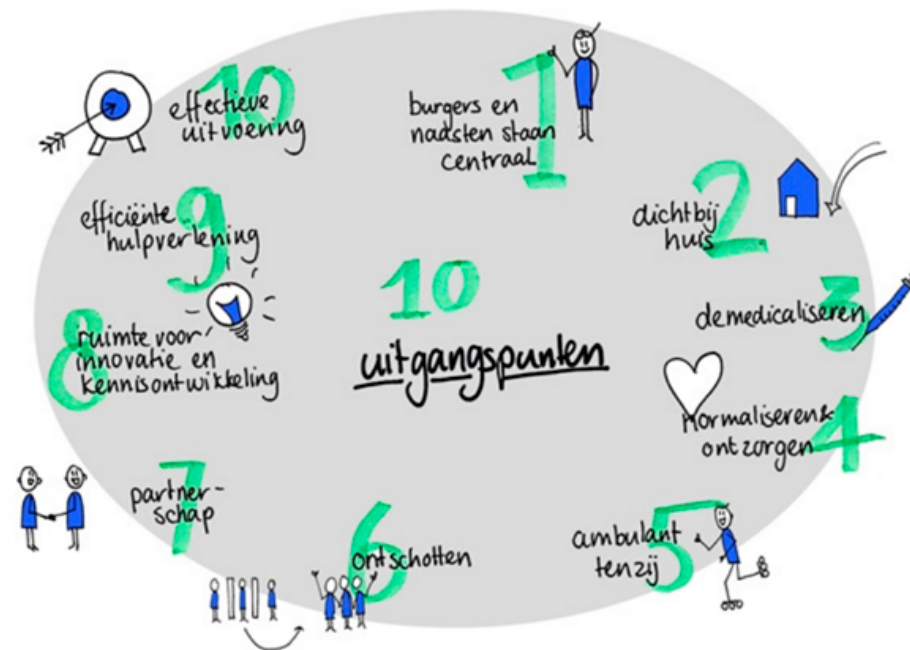 10
uitgangspunten
1
burgers en
naasten staan
centraal
2
dichtbij
huis
3
demedicaliseren
4
normaliseren &
ontzorgen
5
ambulant
tenzij
6
ontschotten
7
partner-
schap
8
ruimte voor
innovatie en
kennisontwikkeling
9
efficiënte
hulpverlening
10
effectieve
uitvoering